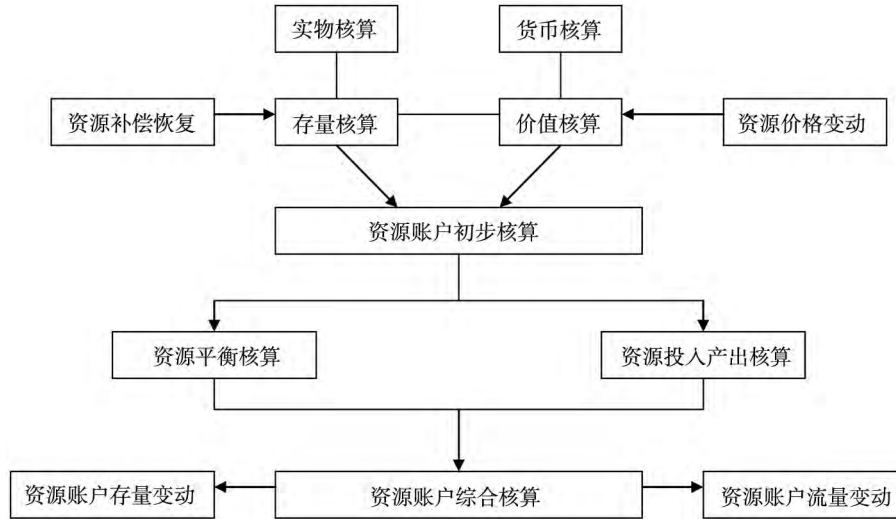 实物核算
货币核算
资源补偿恢复
存量核算
价值核算
资源价格变动
资源账户初步核算
资源平衡核算
资源投入产出核算
资源账户存量变动
资源账户综合核算
资源账户流量变动